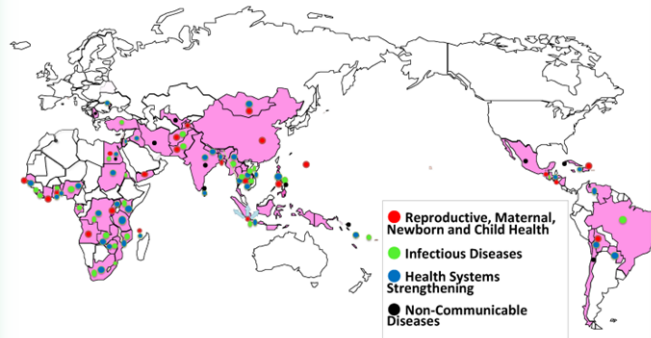 Reproductive, Maternal,
Newborn and Child Health
Infectious Diseases
Health Systems
Strengthening
Non-Communicable
Diseases